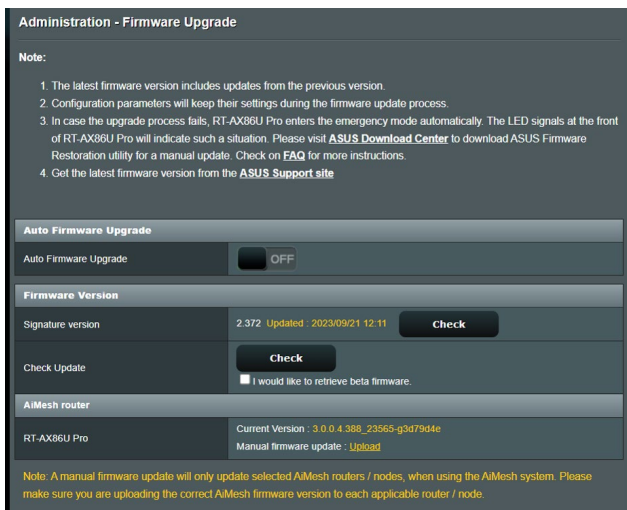 Administration - Firmware Upgrade
Note:
1. The latest firmware version includes updates from the previous version.
2. Configuration parameters will keep their settings during the firmware update process.
3. In case the upgrade process fails, RT-AX86U Pro enters the emergency mode automatically. The LED signals at the front
of RT-AX86U Pro will indicate such a situation. Please visit ASUS Download Center to download ASUS Firmware
Restoration utility for a manual update. Check on FAQ for more instructions.
4. Get the latest firmware version from the ASUS Support site
Auto Firmware Upgrade
Auto Firmware Upgrade OFF
Firmware Version
Signature version 2.372 Updated : 2023/09/21 12:11 Check
Check Update Check
I would like to retrieve beta firmware.
AiMesh router
RT-AX86U Pro Current Version : 3.0.0.4.388_23565-g3d79d4e
Manual firmware update : Upload
Note: A manual firmware update will only update selected AiMesh routers / nodes, when using the AiMesh system. Please
make sure you are uploading the correct AiMesh firmware version to each applicable router / node.